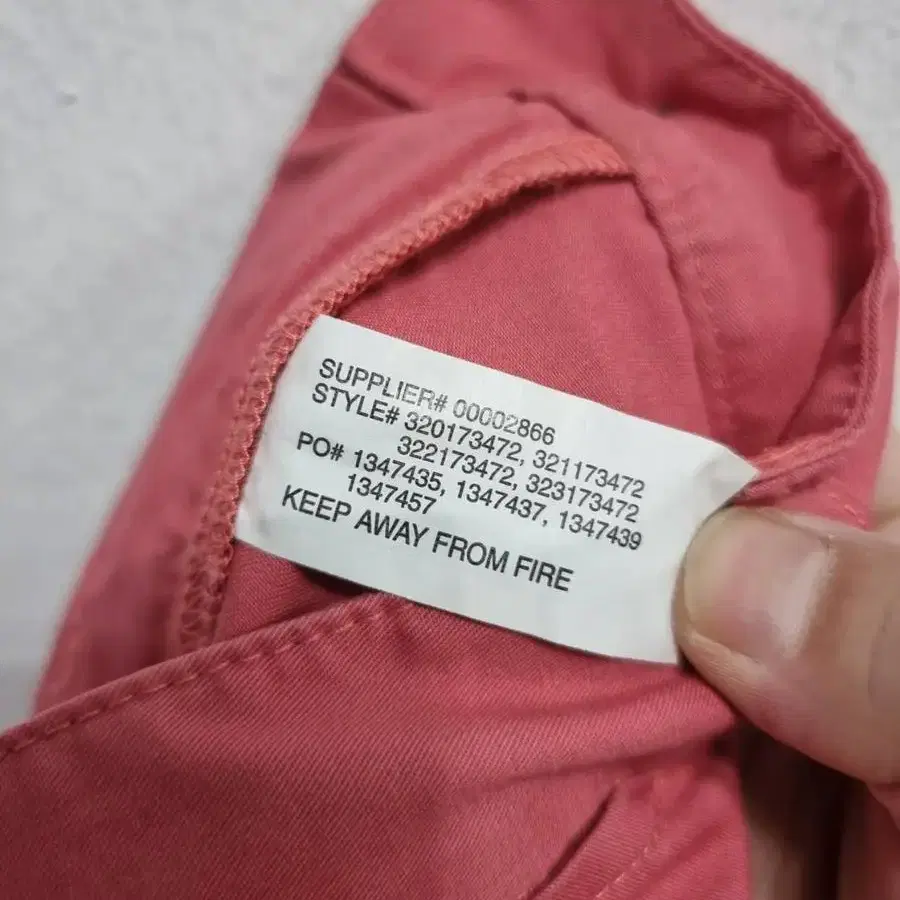 SUPPLIER# 00002866
STYLE# 320173472, 321173472
322173472, 323173472
PO# 1347435, 1347437, 1347439
1347457
KEEP AWAY FROM FIRE